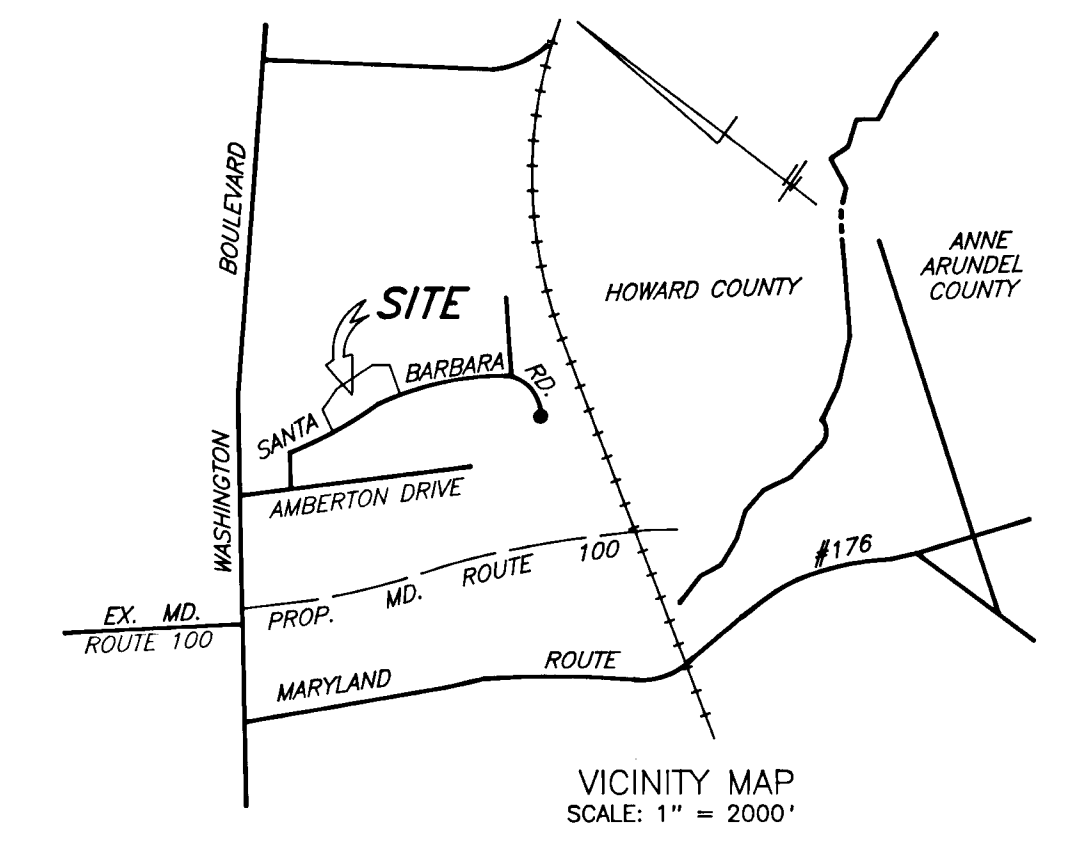 BOULEVARD
WASHINGTON
SITE
SANTA BARBARA RD.
AMBERTON DRIVE
HOWARD COUNTY
ANNE
ARUNDEL
COUNTY
PROP. MD. ROUTE 100
#176
EX. MD.
ROUTE 100
MARYLAND ROUTE
VICINITY MAP
SCALE: 1" = 2000'